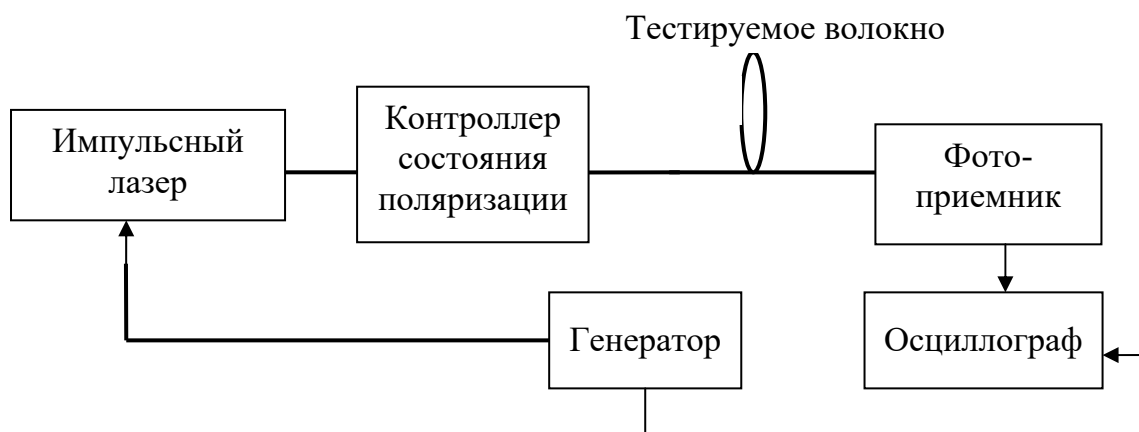 Тестируемое волокно
Импульсный
лазер
Контроллер
состояния
поляризации
Фото-
приемник
Генератор
Осциллограф